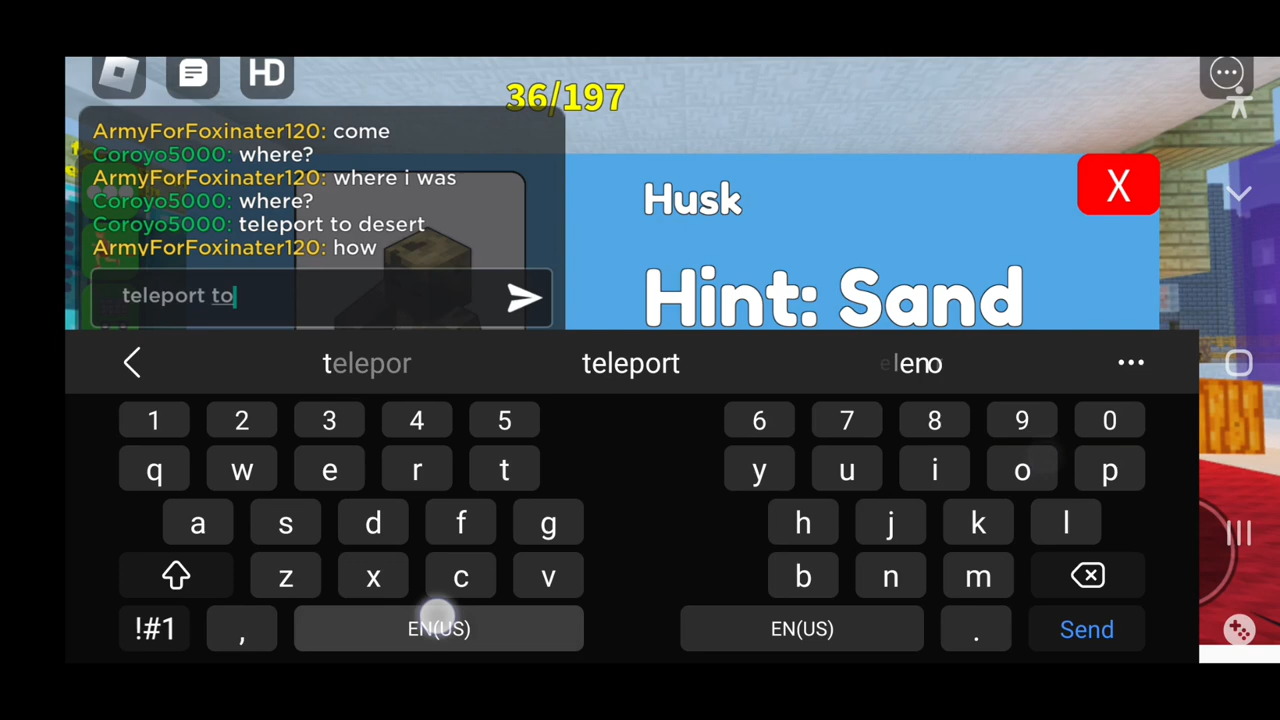 HD
36/197
ArmyForFoxinater120: come
Coroyo5000: where?
ArmyForFoxinater120: where i was
Coroyo5000: where?
Coroyo5000: teleport to desert
ArmyForFoxinater120: how
teleport to
Husk
X
Hint: Sand
telepor teleport
1 2 3 4 5 6 7 8 9 0
q w e r t y u i o p
a s d f g h j k l
z x c v b n m
!#1 , EN(US) EN(US) . Send